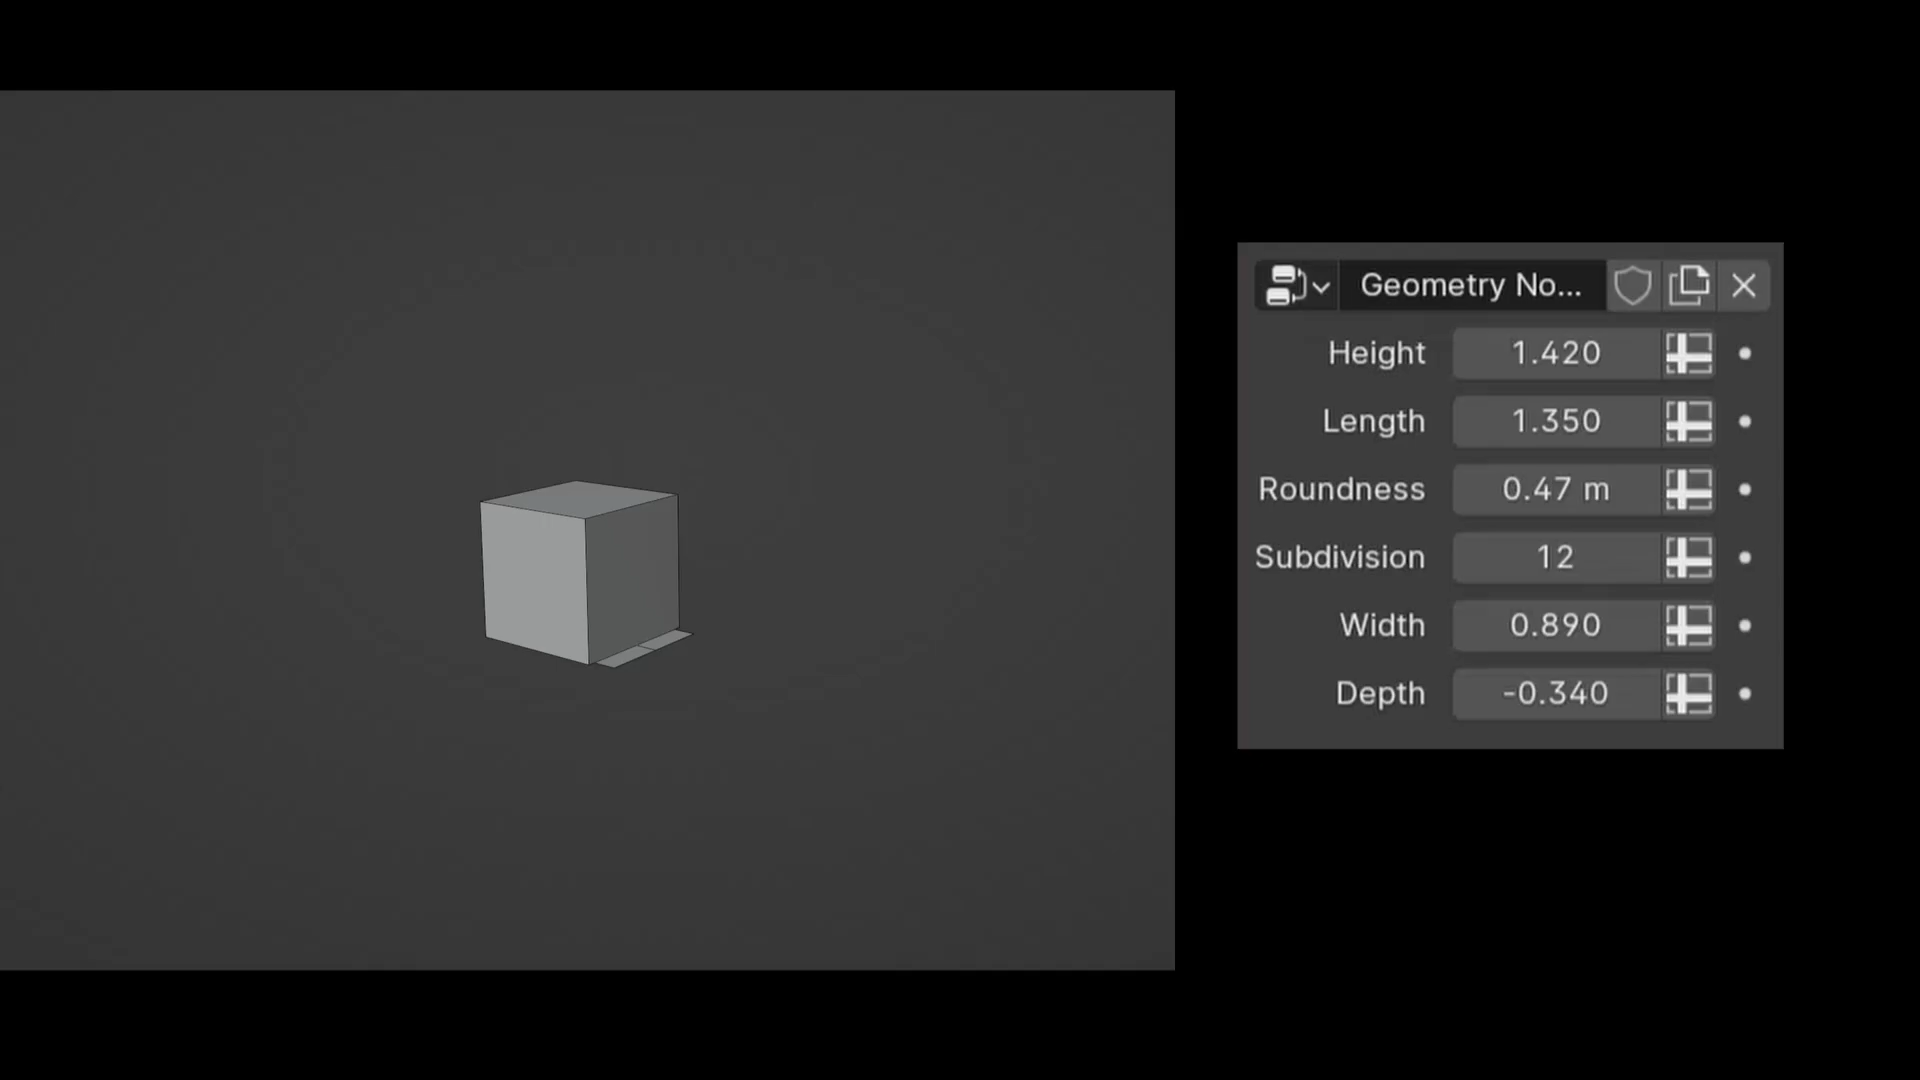 Geometry No...
Height 1.420
Length 1.350
Roundness 0.47 m
Subdivision 12
Width 0.890
Depth -0.340